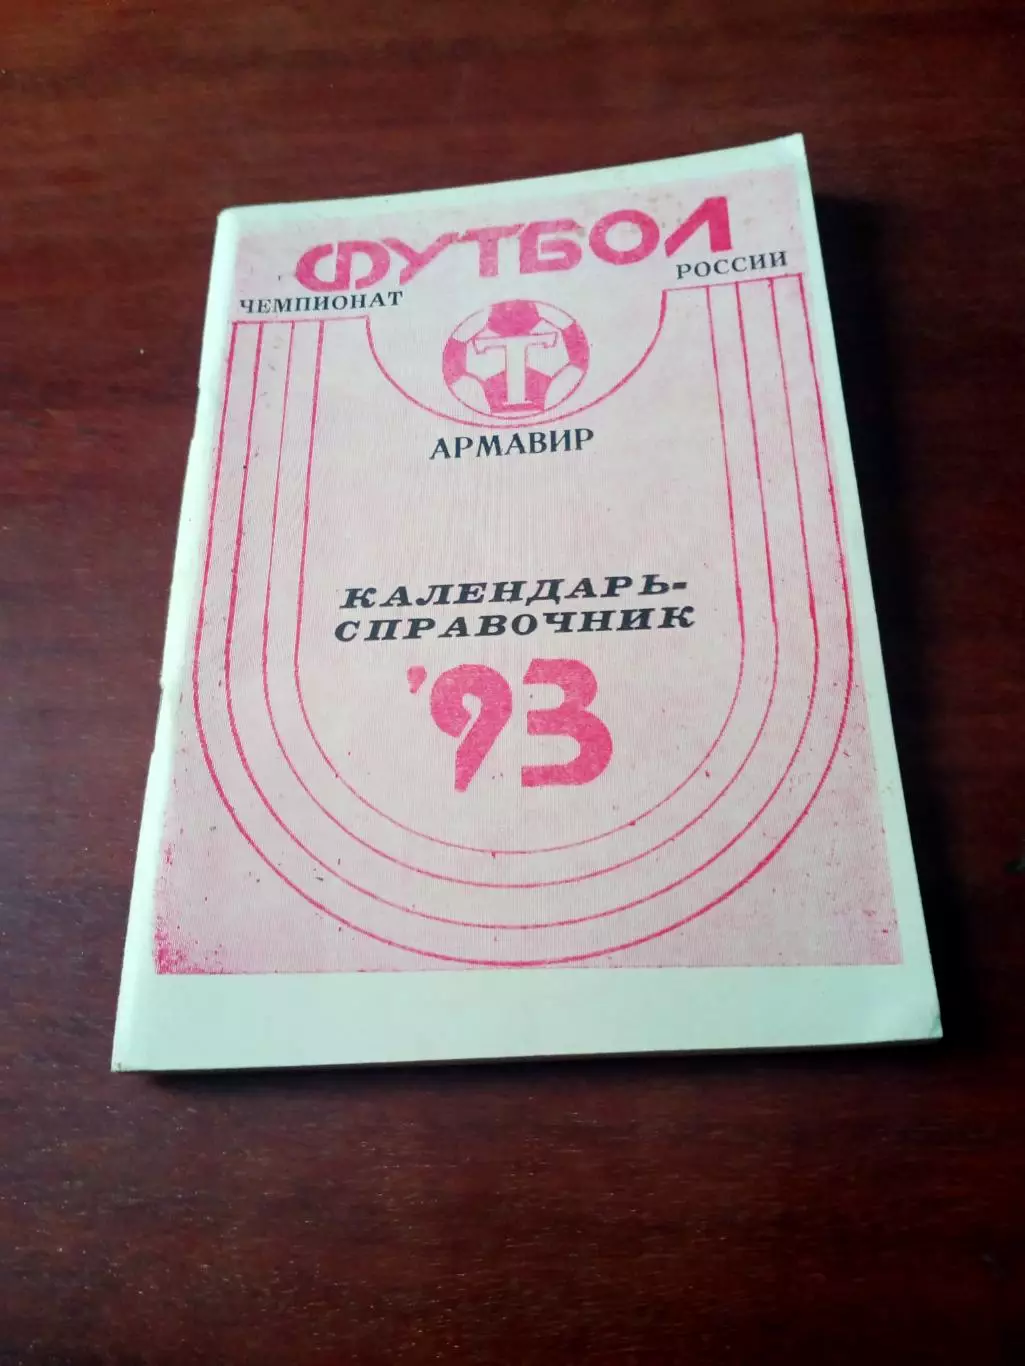 ФУТБОЛ
ЧЕМПИОНАТ РОССИИ
Т
АРМАВИР
КАЛЕНДАРЬ-
СПРАВОЧНИК
'93